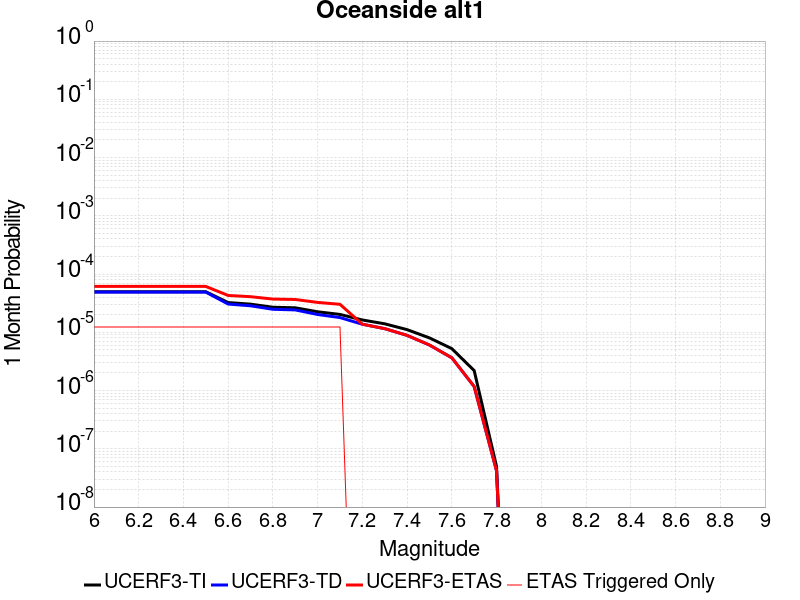 Oceanside alt1
10^0
10^-1
10^-2
10^-3
10^-4
10^-5
10^-6
10^-7
10^-8
1 Month Probability
6 6.2 6.4 6.6 6.8 7 7.2 7.4 7.6 7.8 8 8.2 8.4 8.6 8.8 9
Magnitude
UCERF3-TI UCERF3-TD UCERF3-ETAS ETAS Triggered Only